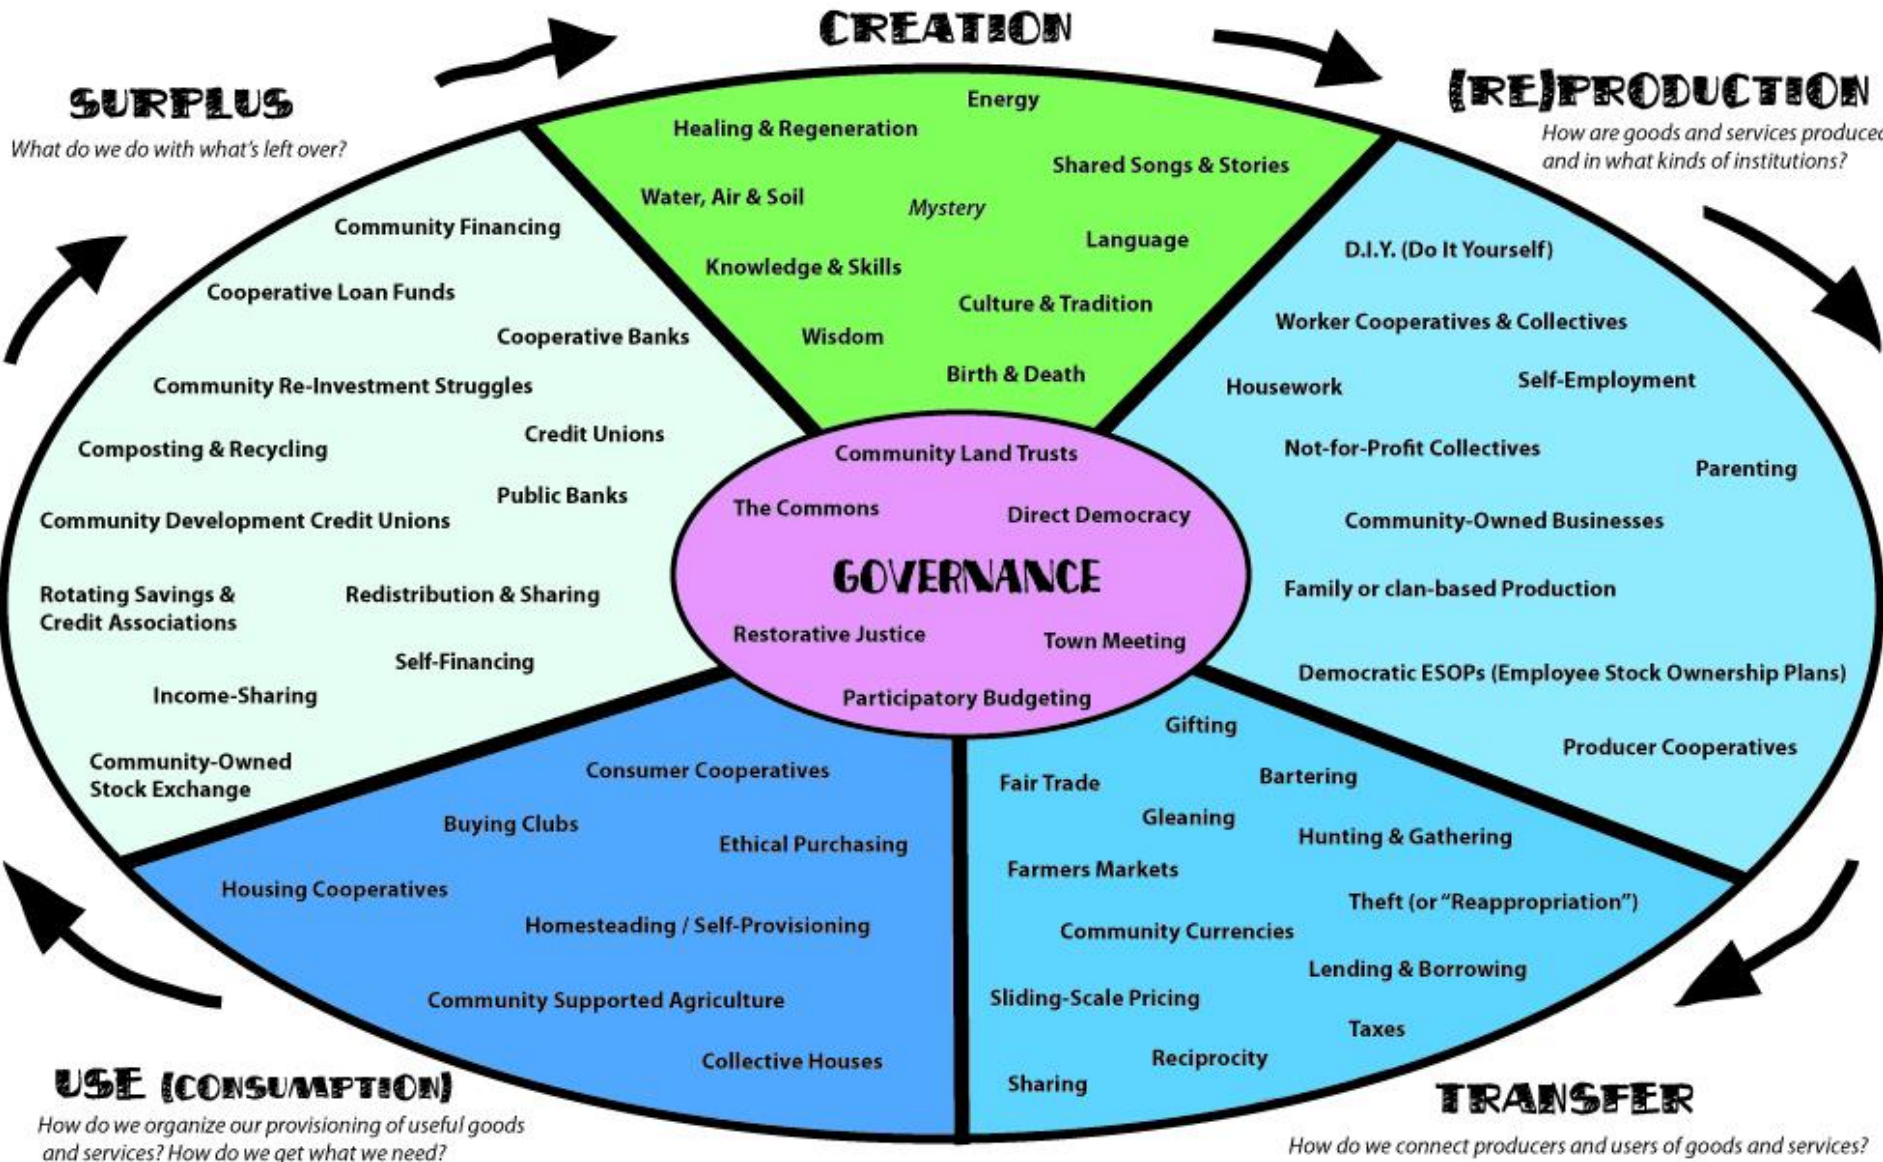 CREATION
SURPLUS
What do we do with what's left over?
(RE)PRODUCTION
How are goods and services produced
and in what kinds of institutions?
Energy
Healing & Regeneration
Shared Songs & Stories
Water, Air & Soil
Mystery
Language
Knowledge & Skills
Culture & Tradition
Wisdom
Birth & Death
Community Financing
Cooperative Loan Funds
Cooperative Banks
Community Re-Investment Struggles
Credit Unions
Composting & Recycling
Public Banks
Community Development Credit Unions
Rotating Savings &
Credit Associations
Redistribution & Sharing
Self-Financing
Income-Sharing
Community-Owned
Stock Exchange
D.I.Y. (Do It Yourself)
Worker Cooperatives & Collectives
Housework
Self-Employment
Not-for-Profit Collectives
Parenting
Community-Owned Businesses
Family or clan-based Production
Democratic ESOPs (Employee Stock Ownership Plans)
Producer Cooperatives
Community Land Trusts
The Commons
Direct Democracy
GOVERNANCE
Restorative Justice
Town Meeting
Participatory Budgeting
Consumer Cooperatives
Buying Clubs
Ethical Purchasing
Housing Cooperatives
Homesteading / Self-Provisioning
Community Supported Agriculture
Collective Houses
Gifting
Fair Trade
Bartering
Gleaning
Hunting & Gathering
Farmers Markets
Theft (or "Reappropriation")
Community Currencies
Lending & Borrowing
Sliding-Scale Pricing
Taxes
Reciprocity
Sharing
USE (CONSUMPTION)
How do we organize our provisioning of useful goods
and services? How do we get what we need?
TRANSFER
How do we connect producers and users of goods and services?